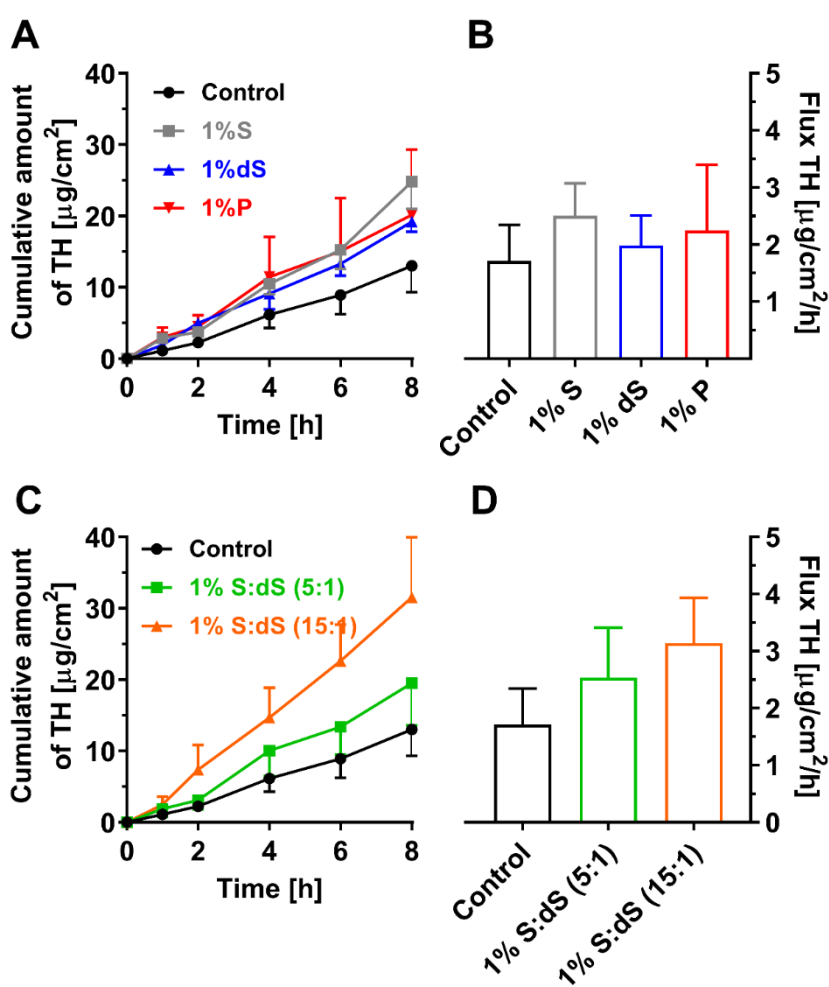 A
Cumulative amount
of TH [μg/cm²]
40
30
20
10
0
Control
1%S
1%dS
1%P
0 2 4 6 8
Time [h]
B
5
4
3
2
1
Flux TH [μg/cm²/h]
Control
1% S
1% dS
1% P
C
Cumulative amount
of TH [μg/cm²]
40
30
20
10
0
Control
1% S:dS (5:1)
1% S:dS (15:1)
0 2 4 6 8
Time [h]
D
5
4
3
2
1
0
Flux TH [μg/cm²/h]
Control
1% S:dS (5:1)
1% S:dS (15:1)